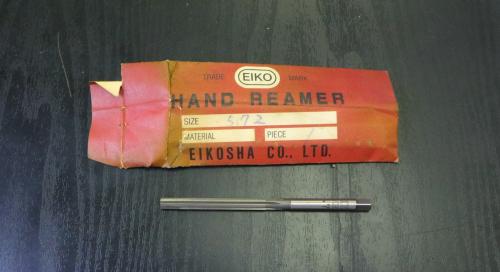 TRADE EIKO MARK
HAND REAMER
SIZE 5.72
MATERIAL PIECE 1
EIKOSHA CO., LTD.